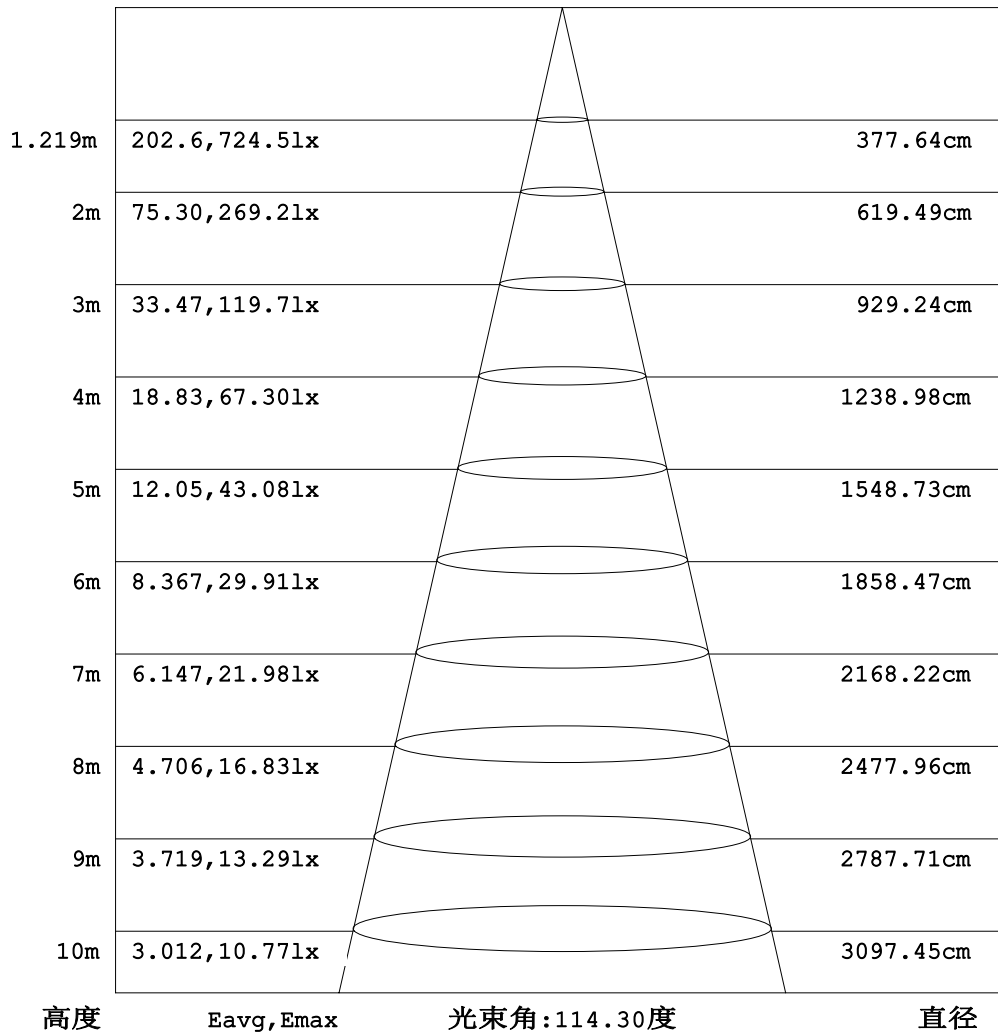 1.219m 202.6,724.5lx 377.64cm
2m 75.30,269.2lx 619.49cm
3m 33.47,119.7lx 929.24cm
4m 18.83,67.30lx 1238.98cm
5m 12.05,43.08lx 1548.73cm
6m 8.367,29.91lx 1858.47cm
7m 6.147,21.98lx 2168.22cm
8m 4.706,16.83lx 2477.96cm
9m 3.719,13.29lx 2787.71cm
10m 3.012,10.77lx 3097.45cm
高度 Eavg,Emax 光束角:114.30度 直径